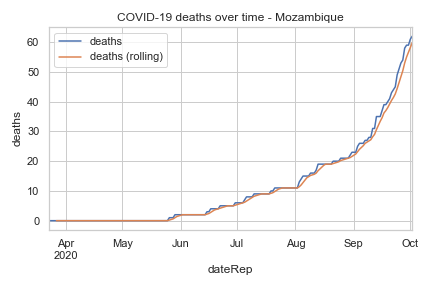 COVID-19 deaths over time - Mozambique
deaths
deaths (rolling)
60
50
40
30
20
10
0
deaths
Apr
2020
May
Jun
Jul
Aug
Sep
Oct
dateRep